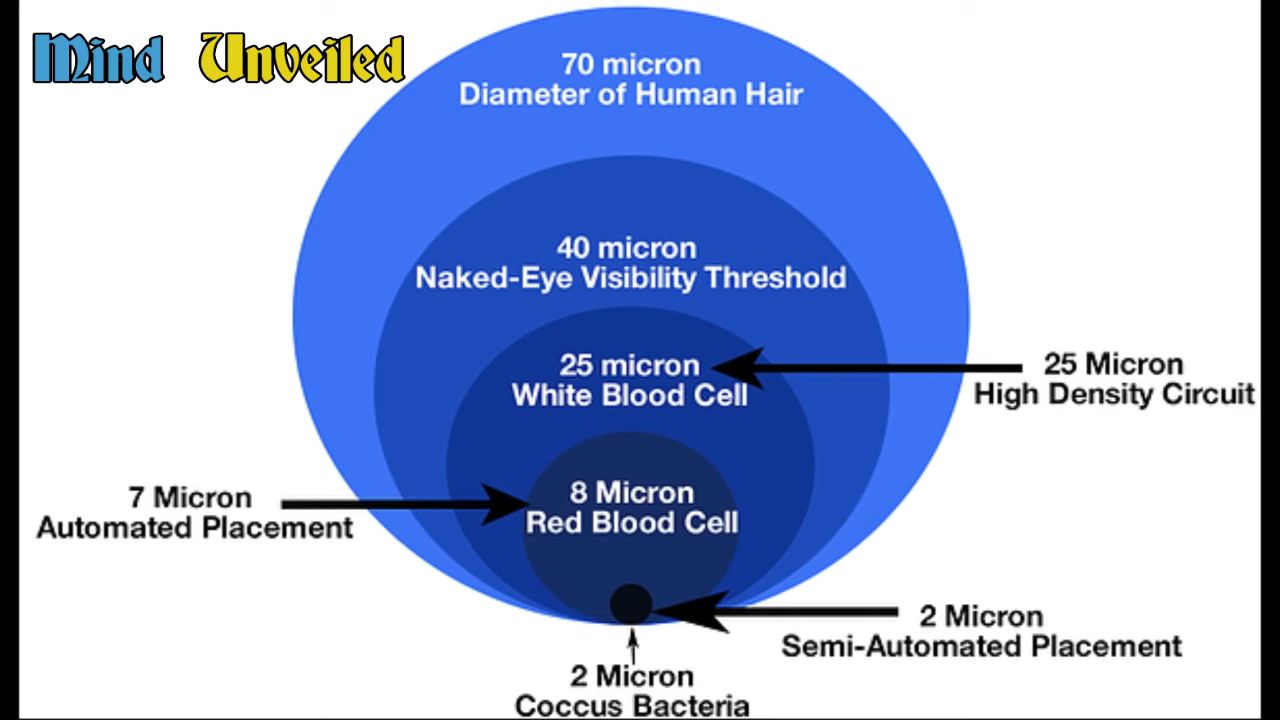 Mind Unveiled
70 micron
Diameter of Human Hair
40 micron
Naked-Eye Visibility Threshold
25 micron
White Blood Cell
25 Micron
High Density Circuit
7 Micron
Automated Placement
8 Micron
Red Blood Cell
2 Micron
Semi-Automated Placement
2 Micron
Coccus Bacteria